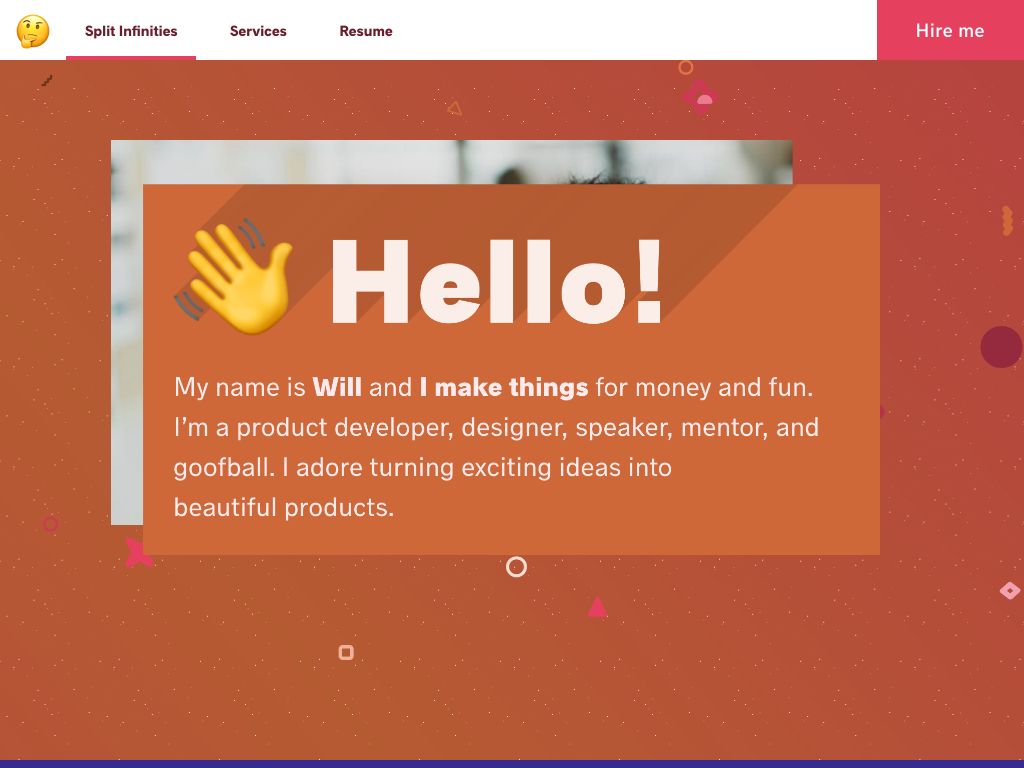 Split Infinities
Services
Resume
Hire me
Hello!
My name is Will and I make things for money and fun.
I’m a product developer, designer, speaker, mentor, and
goofball. I adore turning exciting ideas into
beautiful products.